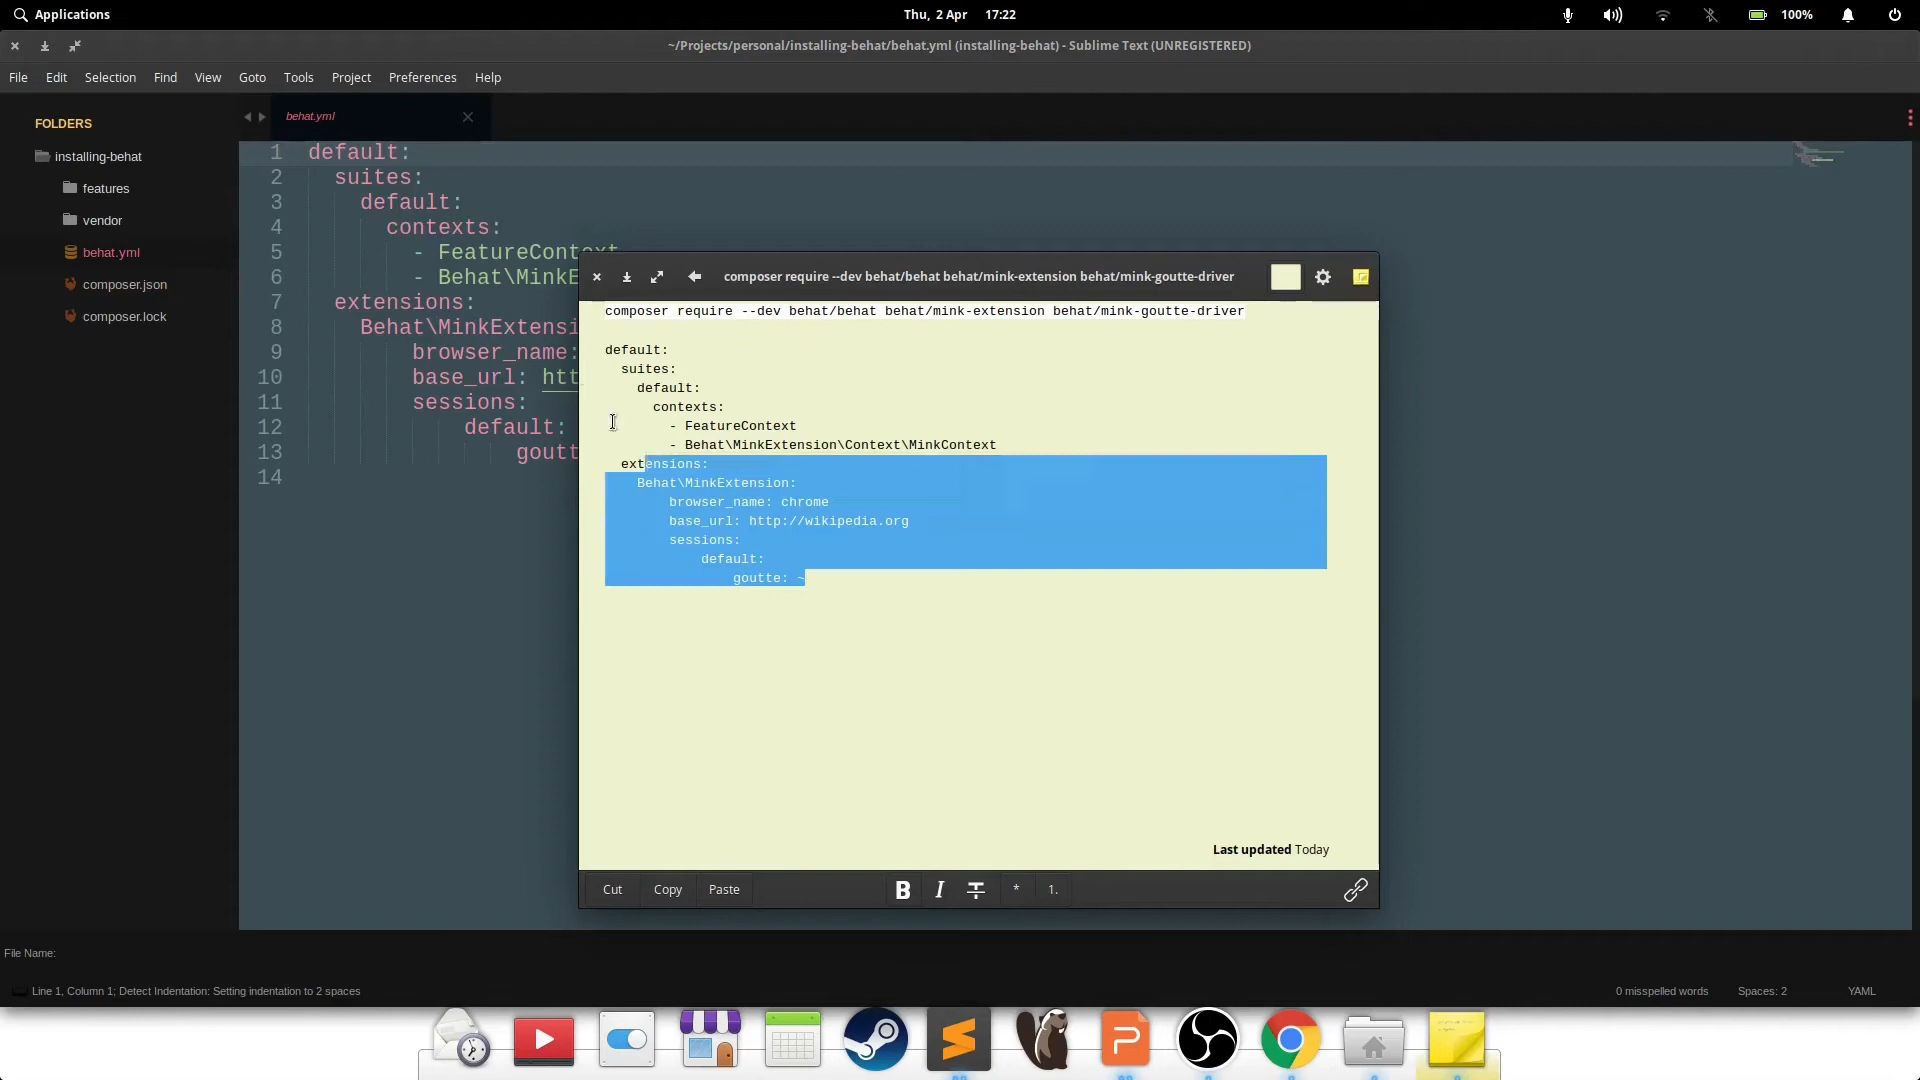 Applications
Thu, 2 Apr 17:22
100%
~/Projects/personal/installing-behat/behat.yml (installing-behat) - Sublime Text (UNREGISTERED)
File Edit Selection Find View Goto Tools Project Preferences Help
FOLDERS
installing-behat
features
vendor
behat.yml
composer.json
composer.lock
behat.yml
1 default:
2 suites:
3 default:
4 contexts:
5 - FeatureContext
6 - Behat\MinkE
7 extensions:
8 Behat\MinkExtensi
9 browser_name:
10 base_url: htt
11 sessions:
12 default:
13 goutt
14
composer require --dev behat/behat behat/mink-extension behat/mink-goutte-driver
composer require --dev behat/behat behat/mink-extension behat/mink-goutte-driver
default:
suites:
default:
contexts:
- FeatureContext
- Behat\MinkExtension\Context\MinkContext
extensions:
Behat\MinkExtension:
browser_name: chrome
base_url: http://wikipedia.org
sessions:
default:
goutte: ~
Last updated Today
Cut Copy Paste B I T * 1.
File Name:
Line 1, Column 1; Detect Indentation: Setting indentation to 2 spaces
0 misspelled words Spaces: 2 YAML